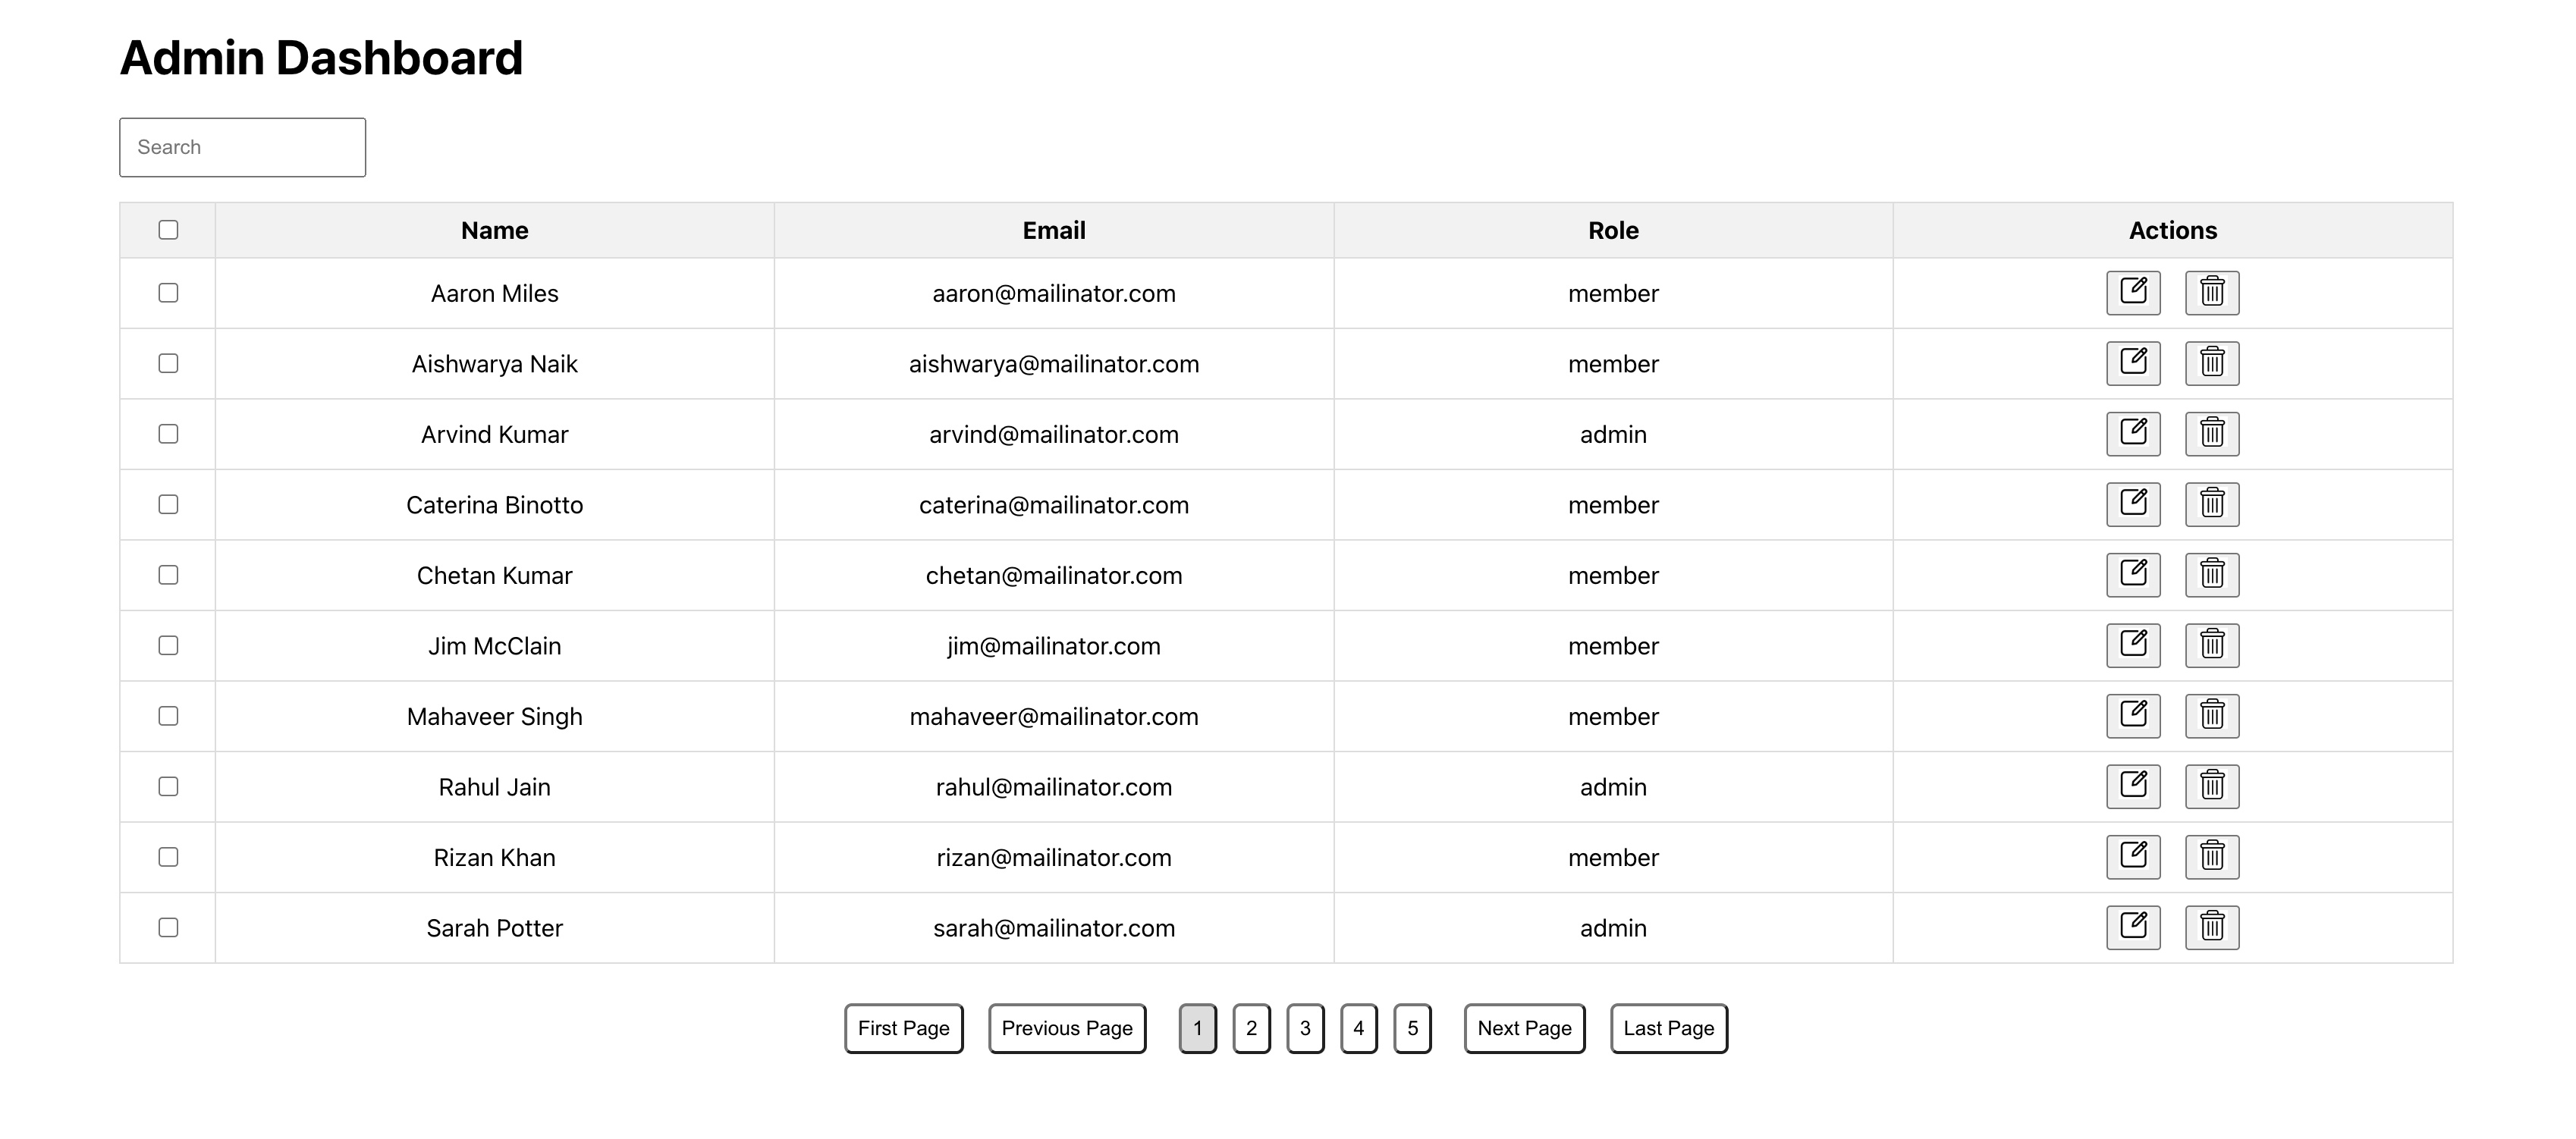 Admin Dashboard
Search
Name Email Role Actions
Aaron Miles aaron@mailinator.com member
Aishwarya Naik aishwarya@mailinator.com member
Arvind Kumar arvind@mailinator.com admin
Caterina Binotto caterina@mailinator.com member
Chetan Kumar chetan@mailinator.com member
Jim McClain jim@mailinator.com member
Mahaveer Singh mahaveer@mailinator.com member
Rahul Jain rahul@mailinator.com admin
Rizan Khan rizan@mailinator.com member
Sarah Potter sarah@mailinator.com admin
First Page Previous Page 1 2 3 4 5 Next Page Last Page